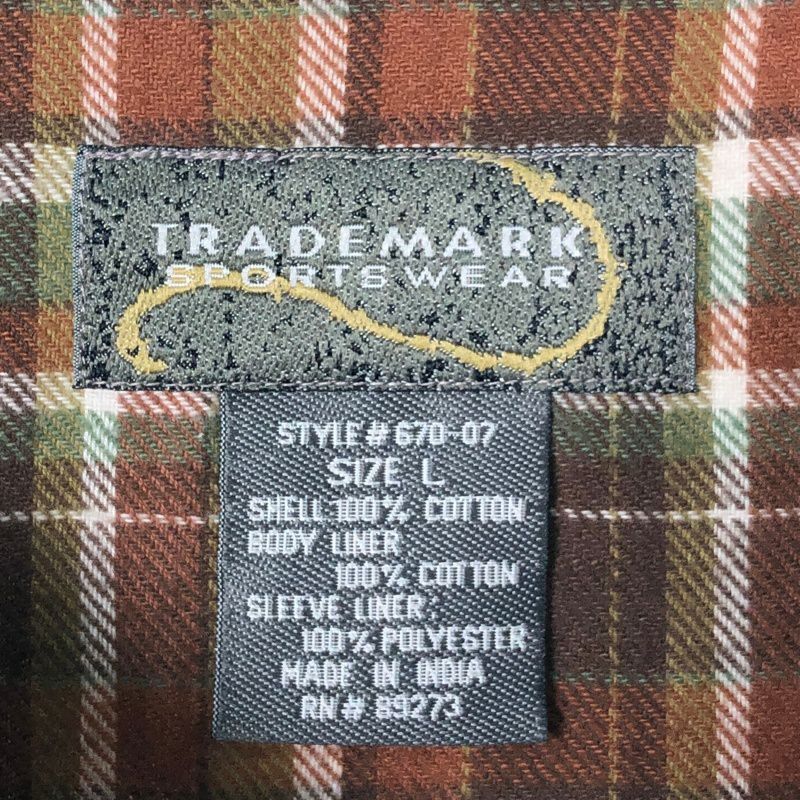 TRADEMARK
SPORTSWEAR
STYLE # 670-07
SIZE L
SHELL 100% COTTON
BODY LINER
100% COTTON
SLEEVE LINER:
100% POLYESTER
MADE IN INDIA
RN# 89273